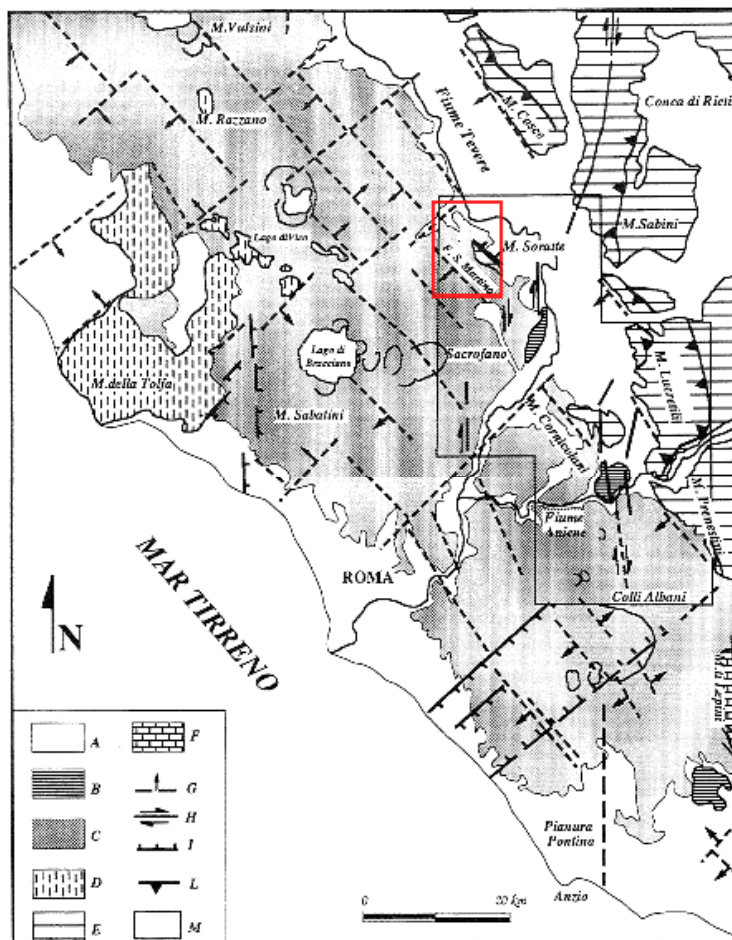 M.Vulsini
M. Razzano
Fiume Tevere
M. Cosce
Conca di Rieti
M.Sabini
Lago di Vico
M. Soratte
Sacrofano
Lago di
Bracciano
M.della Tolfa
M. Sabatini
M. Cornicolani
M. Lucretili
M. Prenestini
Fiume
Aniene
ROMA
Colli Albani
MAR TIRRENO
N
Pianura
Pontina
Anzio
0
20 km
A
B
C
D
E
F
G
H
I
L
M